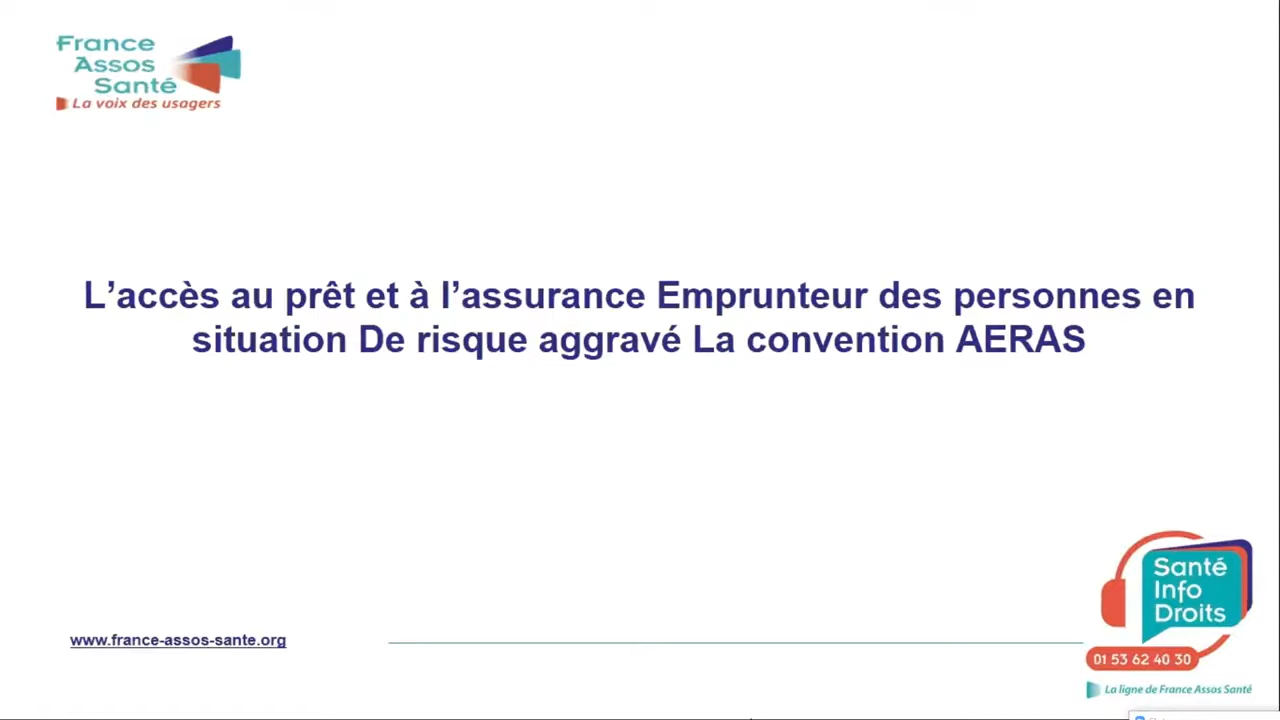 France
Assos
Santé
La voix des usagers
L’accès au prêt et à l’assurance Emprunteur des personnes en
situation De risque aggravé La convention AERAS
www.france-assos-sante.org
Santé
Info
Droits
01 53 62 40 30
La ligne de France Assos Santé